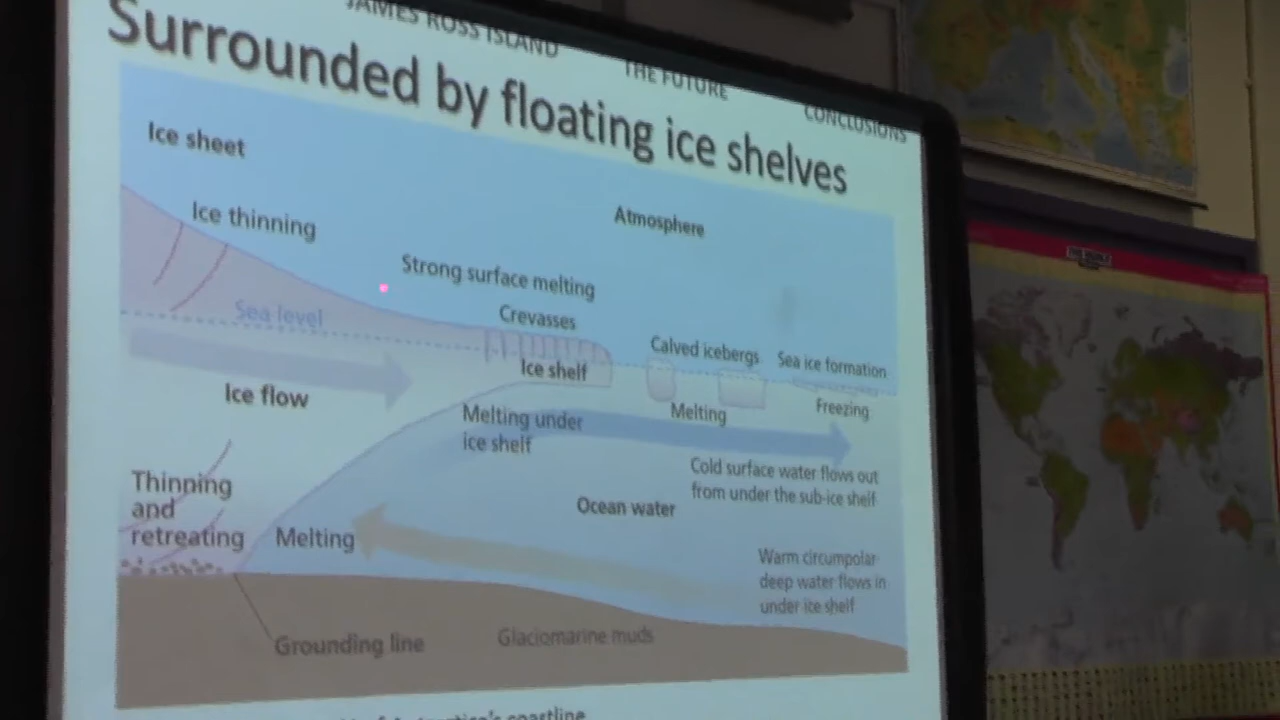 JAMES ROSS ISLAND
THE FUTURE
CONCLUSIONS
Surrounded by floating ice shelves
Ice sheet
Ice thinning
Atmosphere
Strong surface melting
Sea level
Crevasses
Calved icebergs
Sea ice formation
Ice shelf
Ice flow
Melting under
ice shelf
Melting
Freezing
Cold surface water flows out
from under the sub-ice shelf
Thinning
and
retreating
Melting
Ocean water
Warm circumpolar
deep water flows in
under ice shelf
Grounding line
Glaciomarine muds
coastline